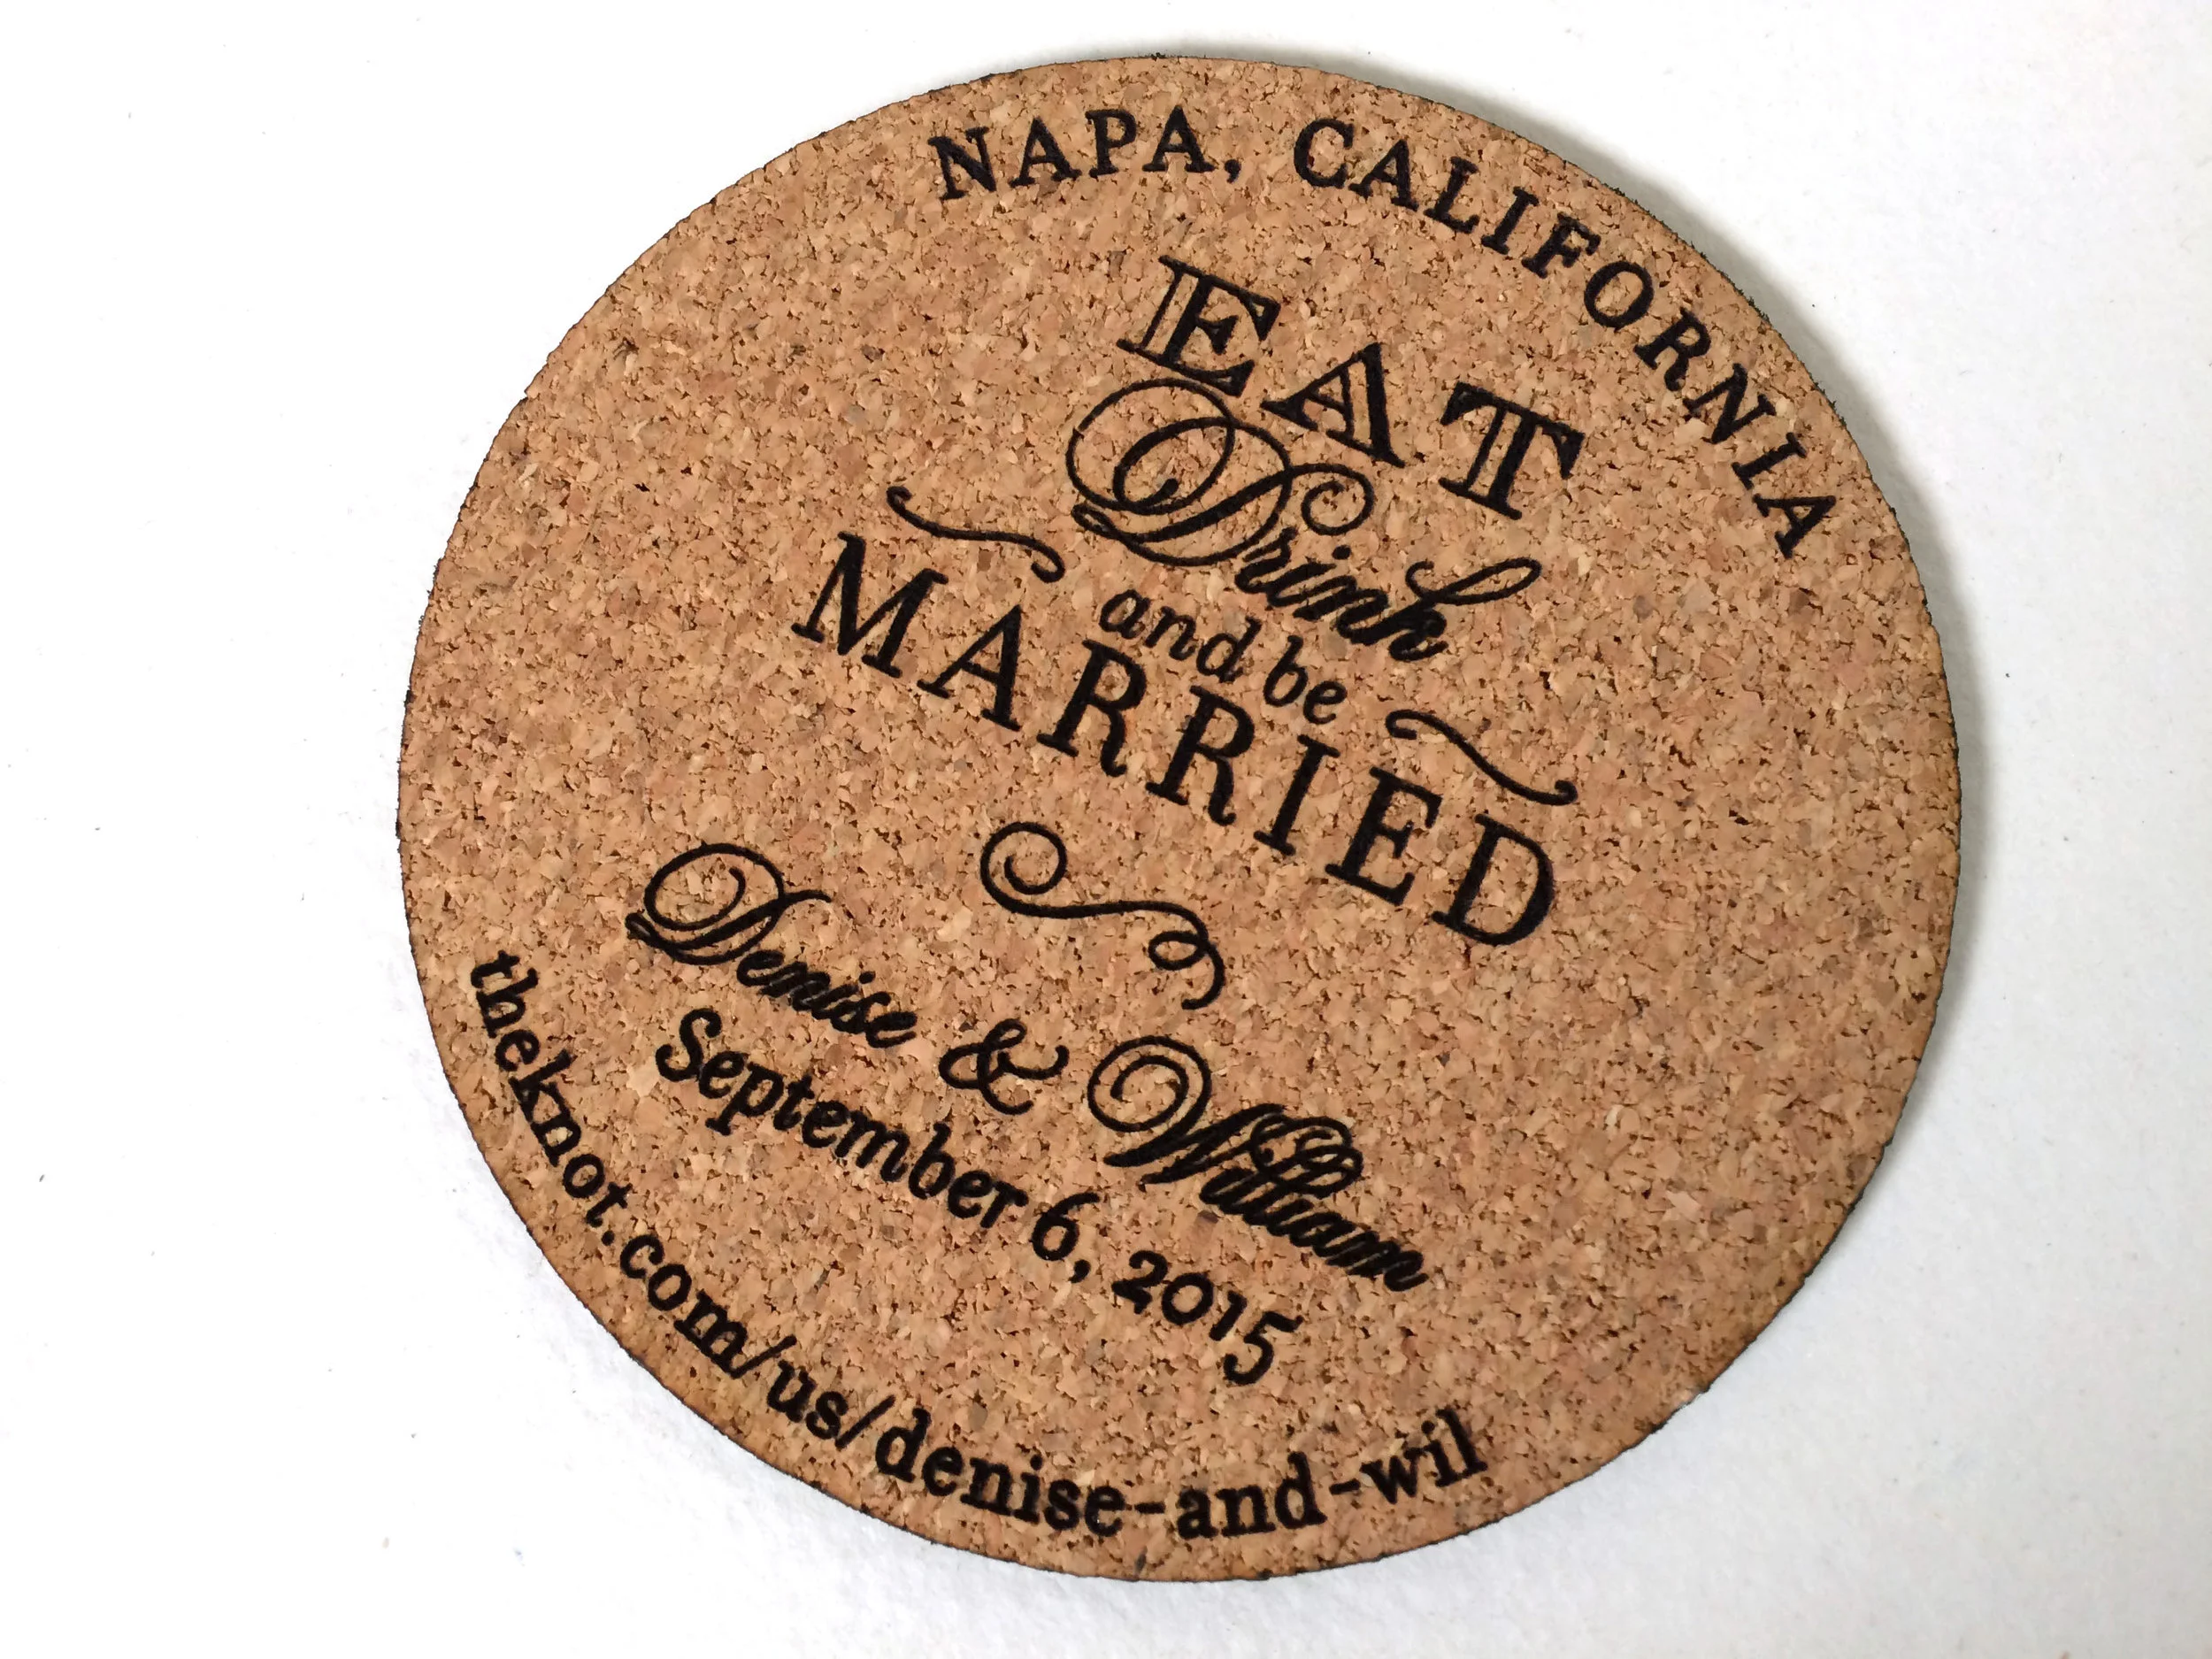 NAPA, CALIFORNIA
EAT
Drink
and be
MARRIED
Denise & William
September 6, 2015
theknot.com/us/denise-and-wil